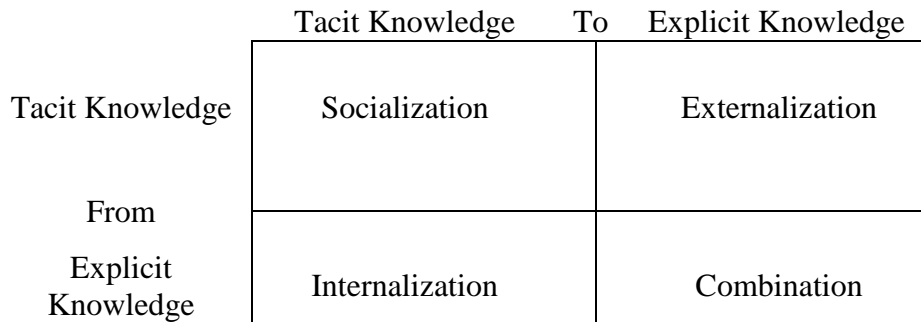 Tacit Knowledge To Explicit Knowledge
Tacit Knowledge Socialization Externalization
From
Explicit
Knowledge Internalization Combination